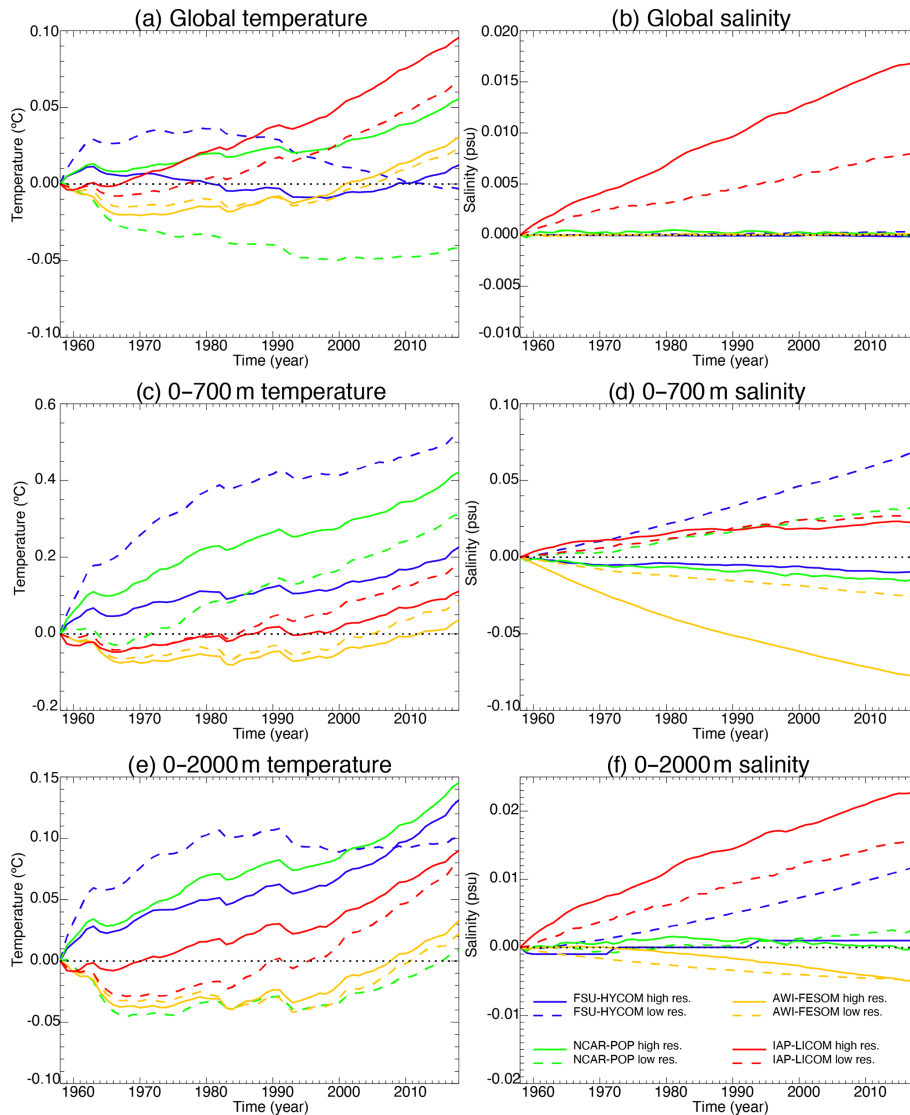 (a) Global temperature
(b) Global salinity
0.10
0.05
0.00
-0.05
-0.10
Temperature (ºC)
1960 1970 1980 1990 2000 2010
Time (year)
0.020
0.015
0.010
0.005
0.000
-0.005
-0.010
Salinity (psu)
1960 1970 1980 1990 2000 2010
Time (year)
(c) 0–700 m temperature
(d) 0–700 m salinity
0.6
0.4
0.2
0.0
-0.2
Temperature (ºC)
1960 1970 1980 1990 2000 2010
Time (year)
0.10
0.05
0.00
-0.05
-0.10
Salinity (psu)
1960 1970 1980 1990 2000 2010
Time (year)
(e) 0–2000 m temperature
(f) 0–2000 m salinity
0.15
0.10
0.05
0.00
-0.05
-0.10
Temperature (ºC)
1960 1970 1980 1990 2000 2010
Time (year)
0.02
0.01
0.00
-0.01
-0.02
Salinity (psu)
FSU-HYCOM high res.
FSU-HYCOM low res.
AWI-FESOM high res.
AWI-FESOM low res.
NCAR-POP high res.
NCAR-POP low res.
IAP-LICOM high res.
IAP-LICOM low res.
1960 1970 1980 1990 2000 2010
Time (year)